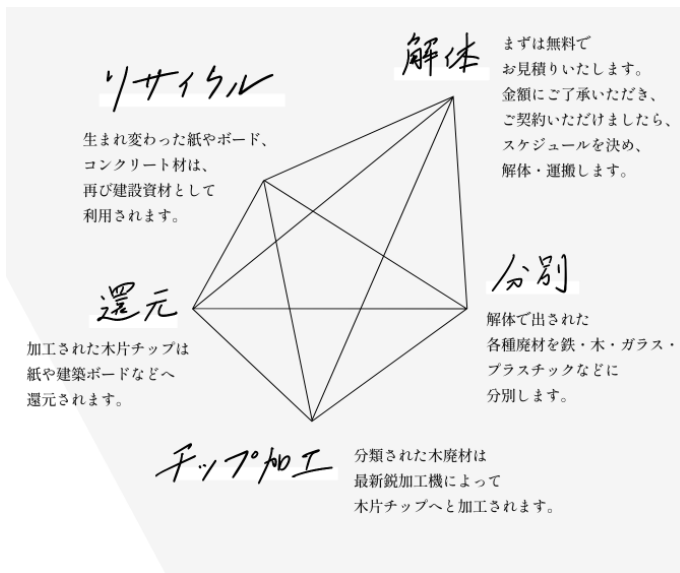 解体
まずは無料で
お見積りいたします。
金額にご了承いただき、
ご契約いただけましたら、
スケジュールを決め、
解体・運搬します。
分別
解体で出された
各種廃材を鉄・木・ガラス・
プラスチックなどに
分別します。
チップ加工
分類された木廃材は
最新鋭加工機によって
木片チップへと加工されます。
還元
加工された木片チップは
紙や建築ボードなどへ
還元されます。
リサイクル
生まれ変わった紙やボード、
コンクリート材は、
再び建設資材として
利用されます。